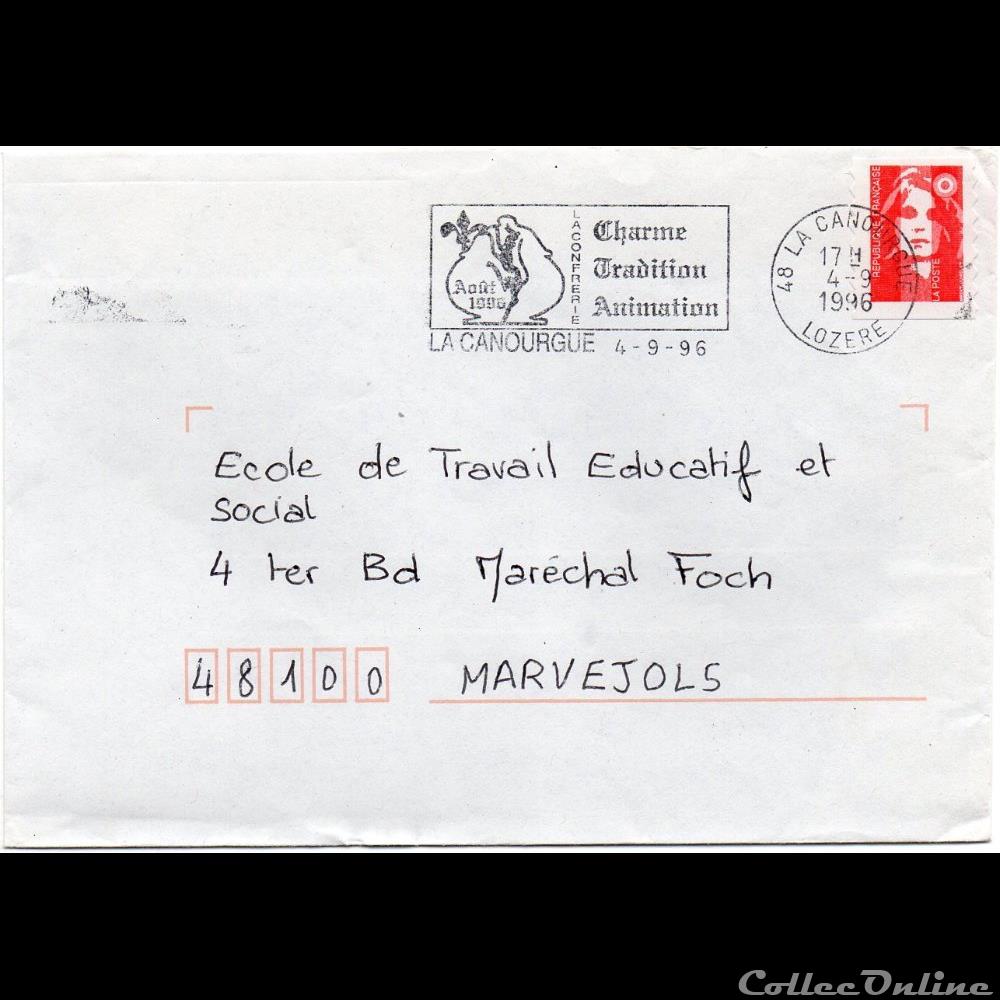 LA CONFRERIE
Août
1996
Charme
Tradition
Animation
LA CANOURGUE 4-9-96
48 LA CANOURGUE
17 H
4-9
1996
LOZERE
REPUBLIQUE FRANÇAISE
LA POSTE
Ecole de Travail Educatif et
Social
4 ter Bd Maréchal Foch
48100 MARVEJOLS
CollecOnline